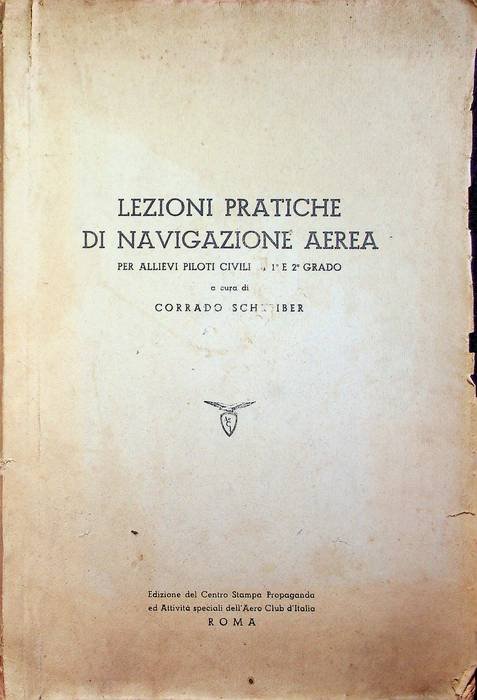 LEZIONI PRATICHE
DI NAVIGAZIONE AEREA
PER ALLIEVI PILOTI CIVILI 1° E 2° GRADO
a cura di
CORRADO
Edizione del Centro Stampa Propaganda
ed Attività speciali dell'Aero Club d'Italia
ROMA